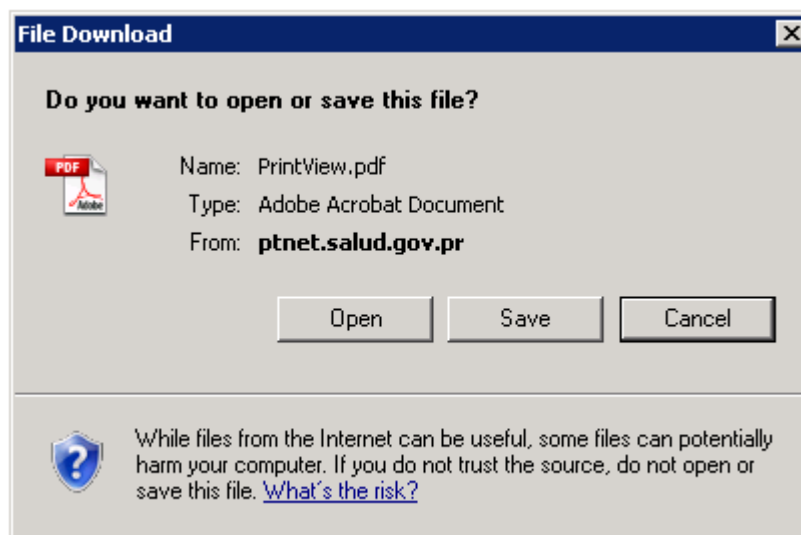 File Download
Do you want to open or save this file?
PDF
Adobe
Name: PrintView.pdf
Type: Adobe Acrobat Document
From: ptnet.salud.gov.pr
Open Save Cancel
While files from the Internet can be useful, some files can potentially
harm your computer. If you do not trust the source, do not open or
save this file. What's the risk?